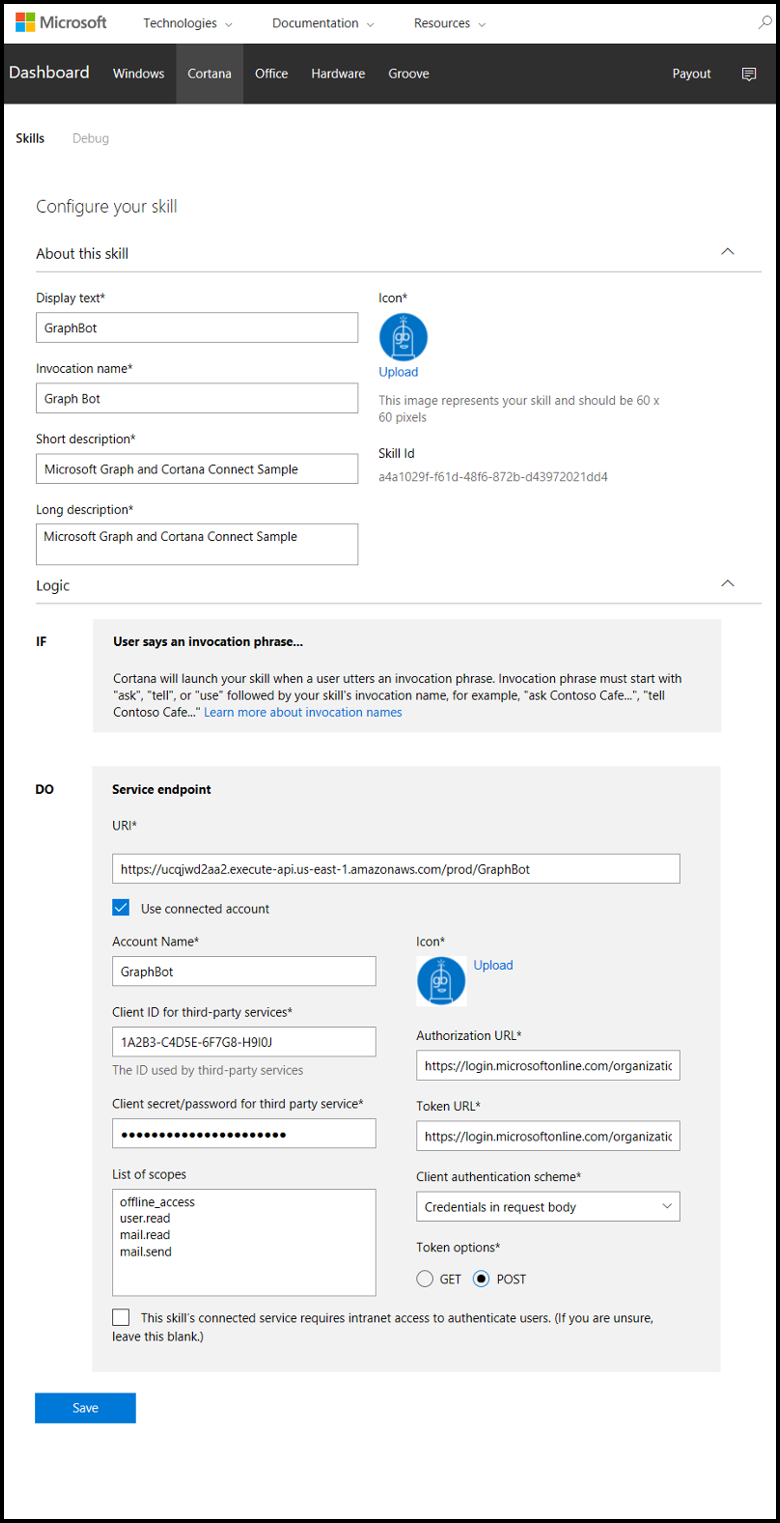 Microsoft Technologies Documentation Resources
Dashboard Windows Cortana Office Hardware Groove Payout
Skills Debug
Configure your skill
About this skill
Display text*
GraphBot
Invocation name*
Graph Bot
Short description*
Microsoft Graph and Cortana Connect Sample
Long description*
Microsoft Graph and Cortana Connect Sample
Icon*
gb
Upload
This image represents your skill and should be 60 x
60 pixels
Skill Id
a4a1029f-f61d-48f6-872b-d43972021dd4
Logic
IF
User says an invocation phrase...
Cortana will launch your skill when a user utters an invocation phrase. Invocation phrase must start with
"ask", "tell", or "use" followed by your skill's invocation name, for example, "ask Contoso Cafe...", "tell
Contoso Cafe..." Learn more about invocation names
DO
Service endpoint
URI*
https://ucqjwd2aa2.execute-api.us-east-1.amazonaws.com/prod/GraphBot
Use connected account
Account Name*
GraphBot
Client ID for third-party services*
1A2B3-C4D5E-6F7G8-H9I0J
The ID used by third-party services
Client secret/password for third party service*
●●●●●●●●●●●●●●●●●●●●●●
List of scopes
offline_access
user.read
mail.read
mail.send
Icon*
gb
Upload
Authorization URL*
https://login.microsoftonline.com/organizatic
Token URL*
https://login.microsoftonline.com/organizatic
Client authentication scheme*
Credentials in request body
Token options*
GET POST
This skill's connected service requires intranet access to authenticate users. (If you are unsure,
leave this blank.)
Save